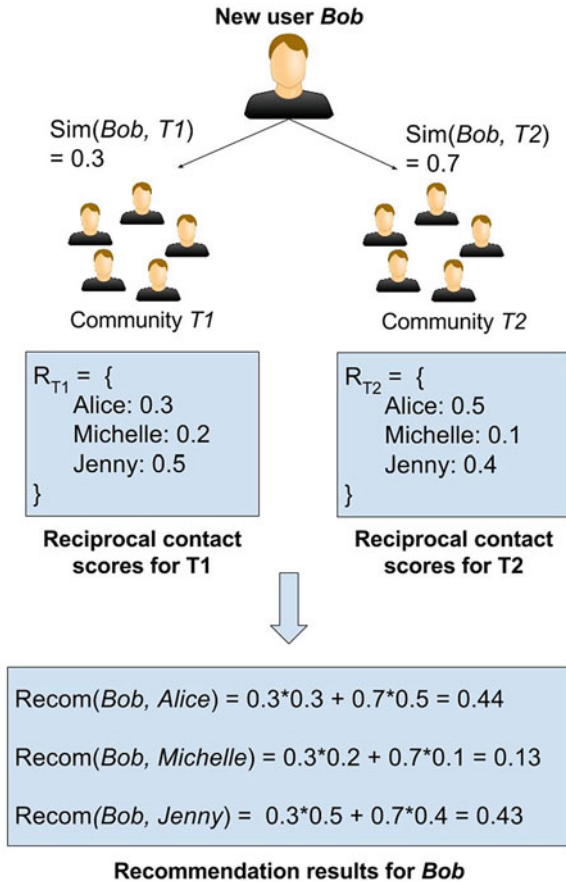 New user Bob
Sim(Bob, T1)
= 0.3
Sim(Bob, T2)
= 0.7
Community T1
Community T2
R_T1 = {
Alice: 0.3
Michelle: 0.2
Jenny: 0.5
}
R_T2 = {
Alice: 0.5
Michelle: 0.1
Jenny: 0.4
}
Reciprocal contact
scores for T1
Reciprocal contact
scores for T2
Recom(Bob, Alice) = 0.3*0.3 + 0.7*0.5 = 0.44
Recom(Bob, Michelle) = 0.3*0.2 + 0.7*0.1 = 0.13
Recom(Bob, Jenny) = 0.3*0.5 + 0.7*0.4 = 0.43
Recommendation results for Bob